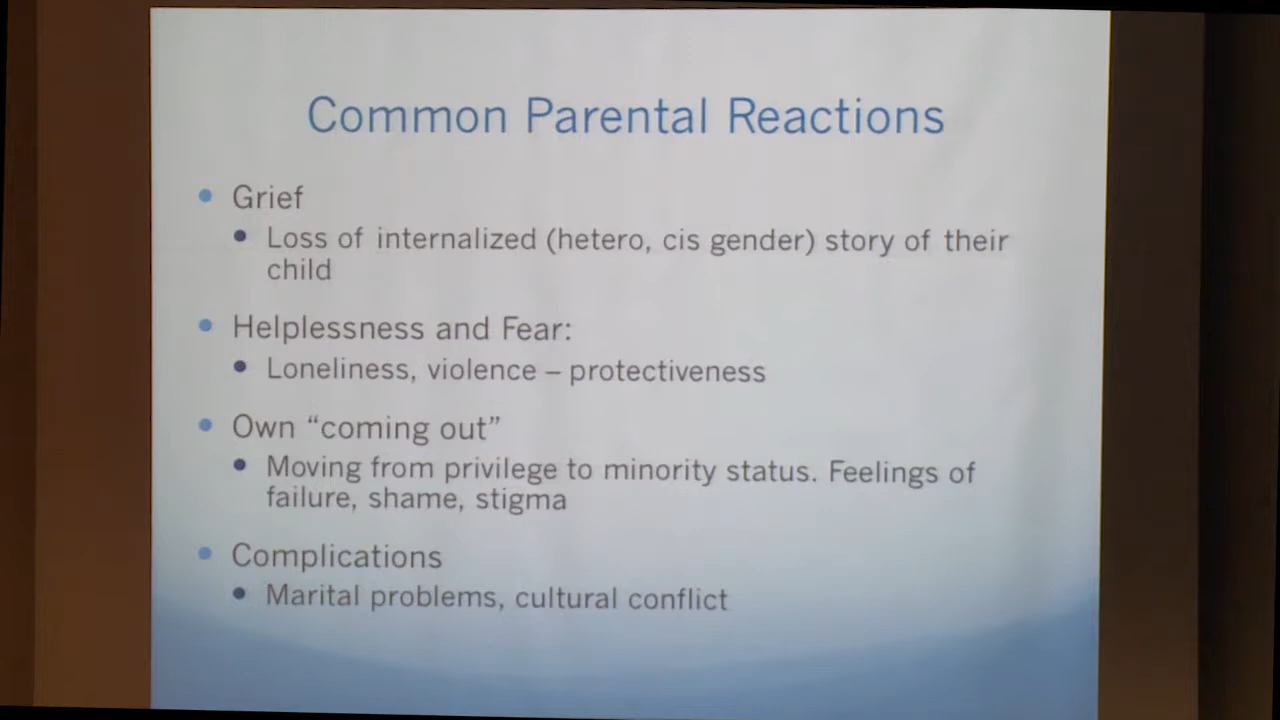 Common Parental Reactions
• Grief
• Loss of internalized (hetero, cis gender) story of their
child
• Helplessness and Fear:
• Loneliness, violence – protectiveness
• Own “coming out”
• Moving from privilege to minority status. Feelings of
failure, shame, stigma
• Complications
• Marital problems, cultural conflict